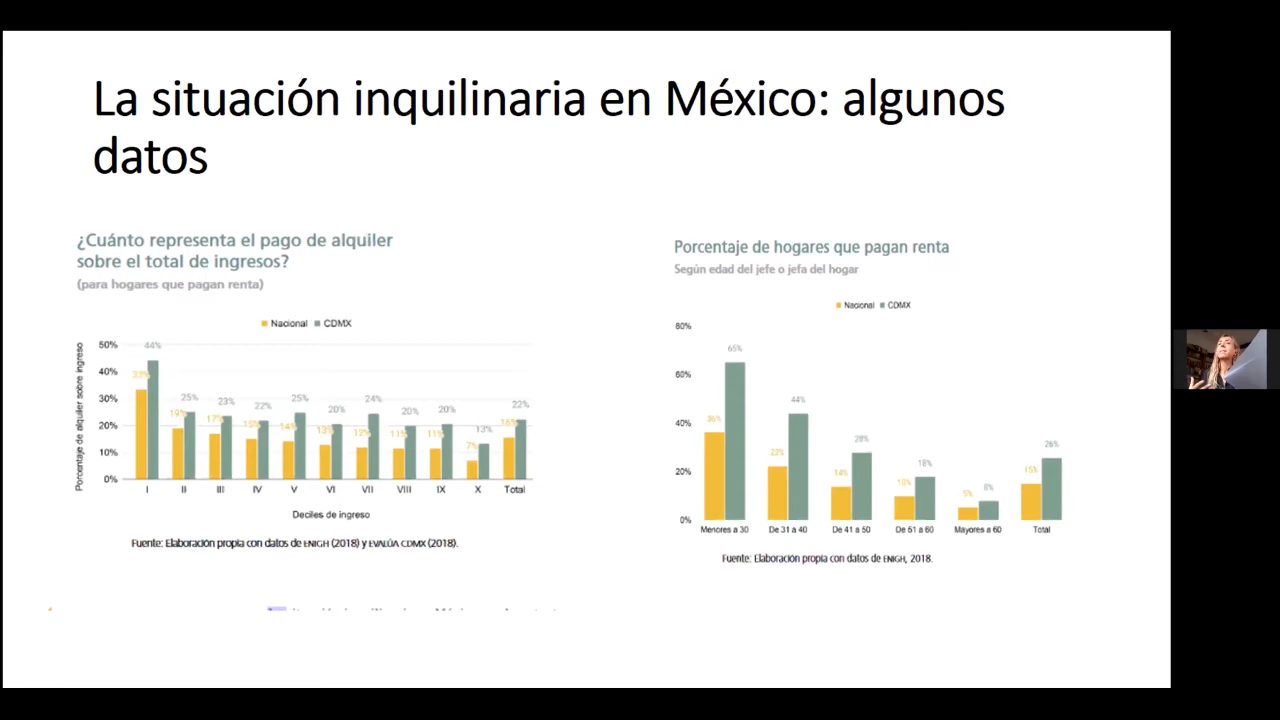 La situación inquilinaria en México: algunos
datos
¿Cuánto representa el pago de alquiler
sobre el total de ingresos?
(para hogares que pagan renta)
Nacional CDMX
Porcentaje de alquiler sobre ingreso
50%
40%
30%
20%
10%
0%
33% 44%
19% 25%
17% 23%
15% 22%
14% 25%
13% 20%
12% 24%
11% 20%
11% 20%
7% 13%
16% 22%
I II III IV V VI VII VIII IX X Total
Deciles de ingreso
Fuente: Elaboración propia con datos de ENIGH (2018) y EVALÚA CDMX (2018).
Porcentaje de hogares que pagan renta
Según edad del jefe o jefa del hogar
Nacional CDMX
80%
60%
40%
20%
0%
36% 65%
22% 44%
14% 28%
10% 18%
5% 8%
15% 26%
Menores a 30 De 31 a 40 De 41 a 50 De 51 a 60 Mayores a 60 Total
Fuente: Elaboración propia con datos de ENIGH, 2018.